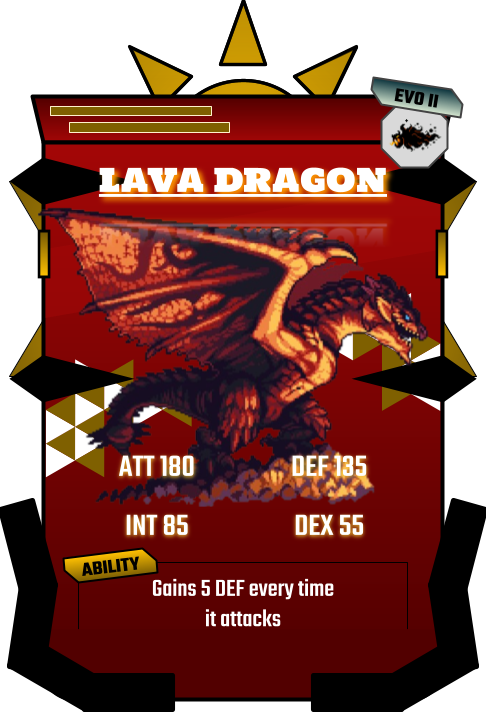 EVO II
LAVA DRAGON
ATT 180
DEF 135
INT 85
DEX 55
ABILITY
Gains 5 DEF every time
it attacks